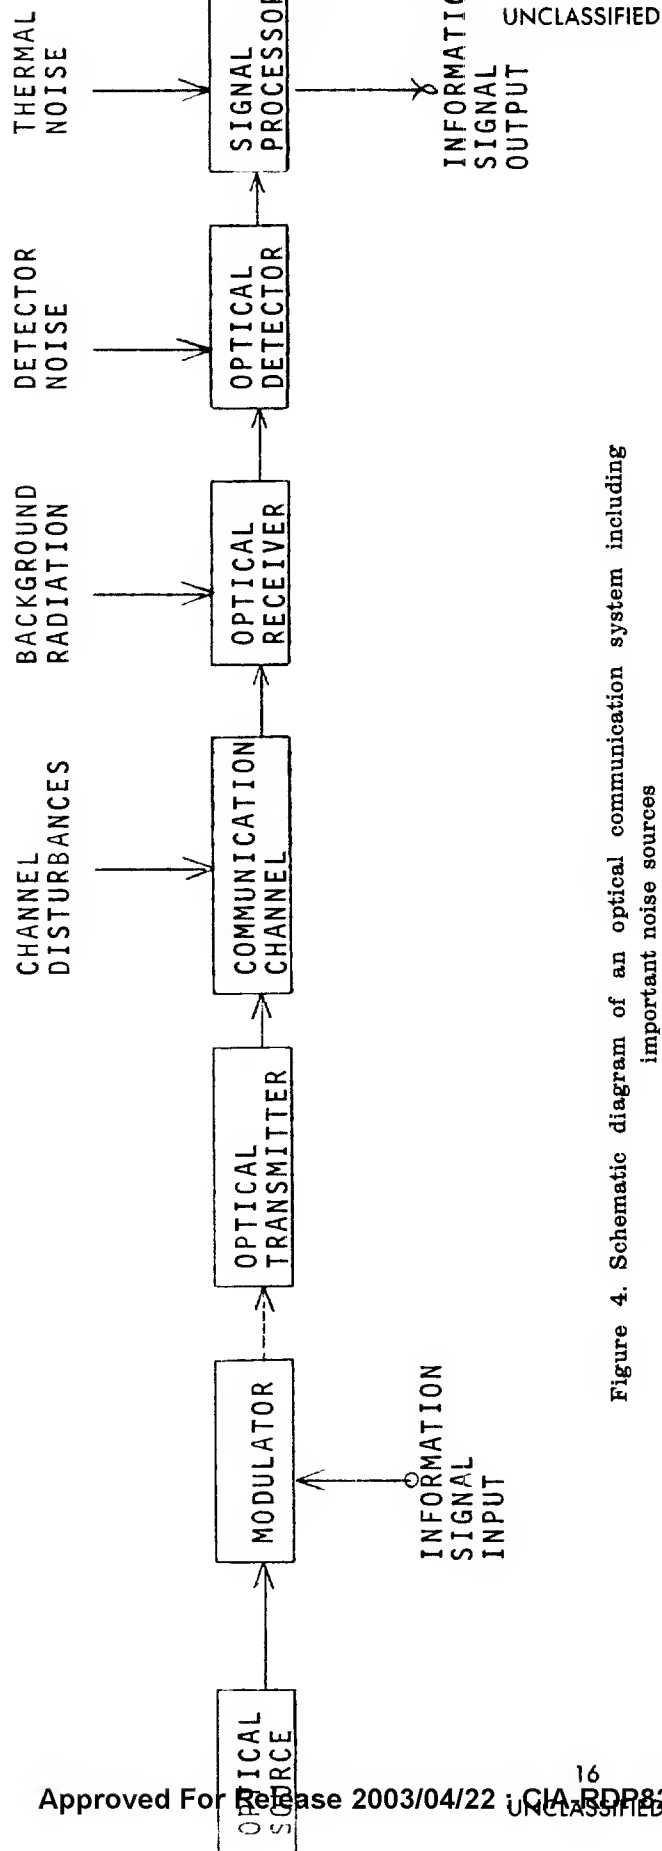 UNCLASSIFIED
THERMAL
NOISE
DETECTOR
NOISE
BACKGROUND
RADIATION
CHANNEL
DISTURBANCES
OPTICAL
SOURCE
MODULATOR
OPTICAL
TRANSMITTER
COMMUNICATION
CHANNEL
OPTICAL
RECEIVER
OPTICAL
DETECTOR
SIGNAL
PROCESSOR
INFORMATION
SIGNAL
INPUT
INFORMATIO
SIGNAL
OUTPUT
Figure 4. Schematic diagram of an optical communication system including
important noise sources
16
UNCLASSIFIED
Approved For Release 2003/04/22 : CIA-RDP8